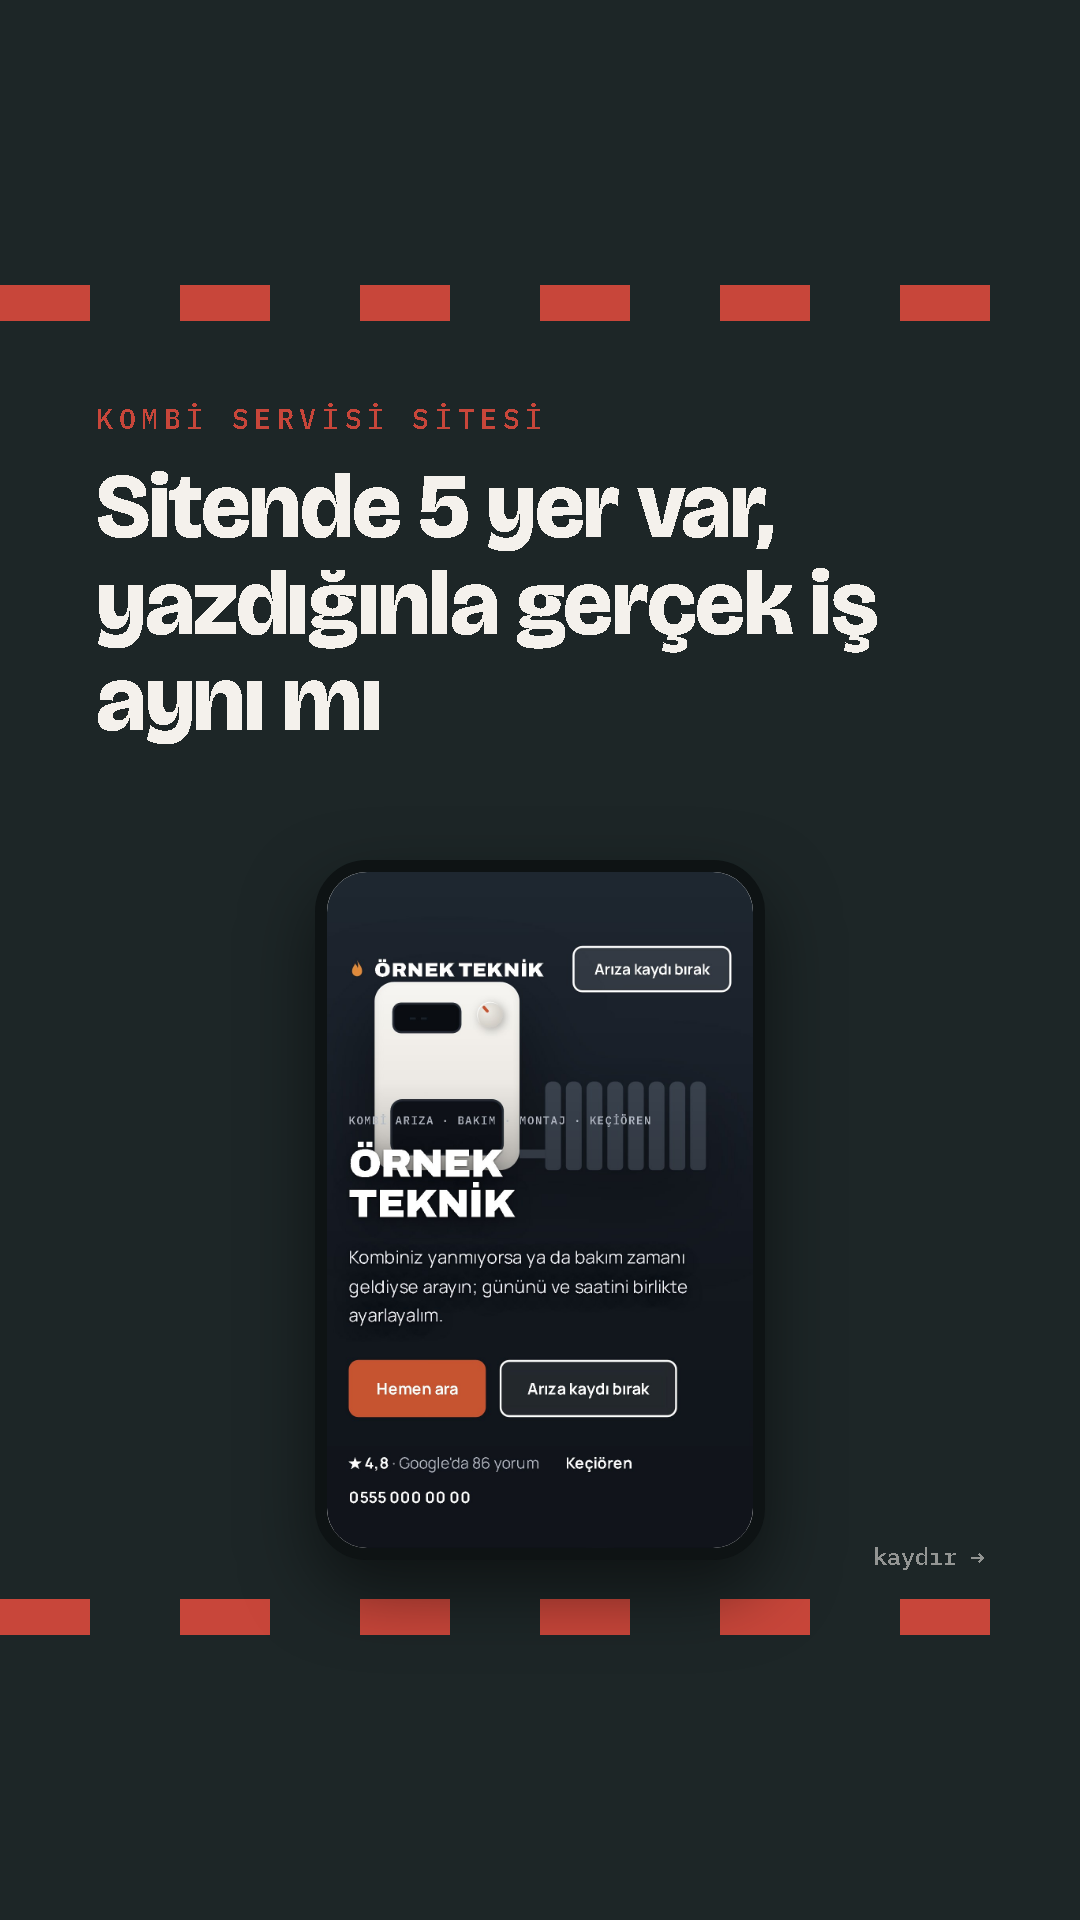 KOMBİ SERVİSİ SİTESİ
Sitende 5 yer var,
yazdığınla gerçek iş
aynı mı
ÖRNEK TEKNİK
Arıza kaydı bırak
KOMBİ ARIZA · BAKIM · MONTAJ · KEÇİÖREN
ÖRNEK
TEKNİK
Kombiniz yanmıyorsa ya da bakım zamanı
geldiyse arayın; gününü ve saatini birlikte
ayarlayalım.
Hemen ara
Arıza kaydı bırak
★ 4,8 · Google'da 86 yorum Keçiören
0555 000 00 00
kaydır →